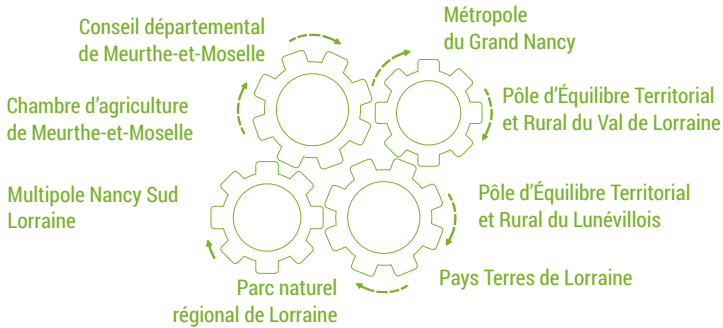 Conseil départemental
de Meurthe-et-Moselle
Métropole
du Grand Nancy
Chambre d'agriculture
de Meurthe-et-Moselle
Pôle d'Équilibre Territorial
et Rural du Val de Lorraine
Multipole Nancy Sud
Lorraine
Pôle d'Équilibre Territorial
et Rural du Lunévillois
Parc naturel
régional de Lorraine
Pays Terres de Lorraine